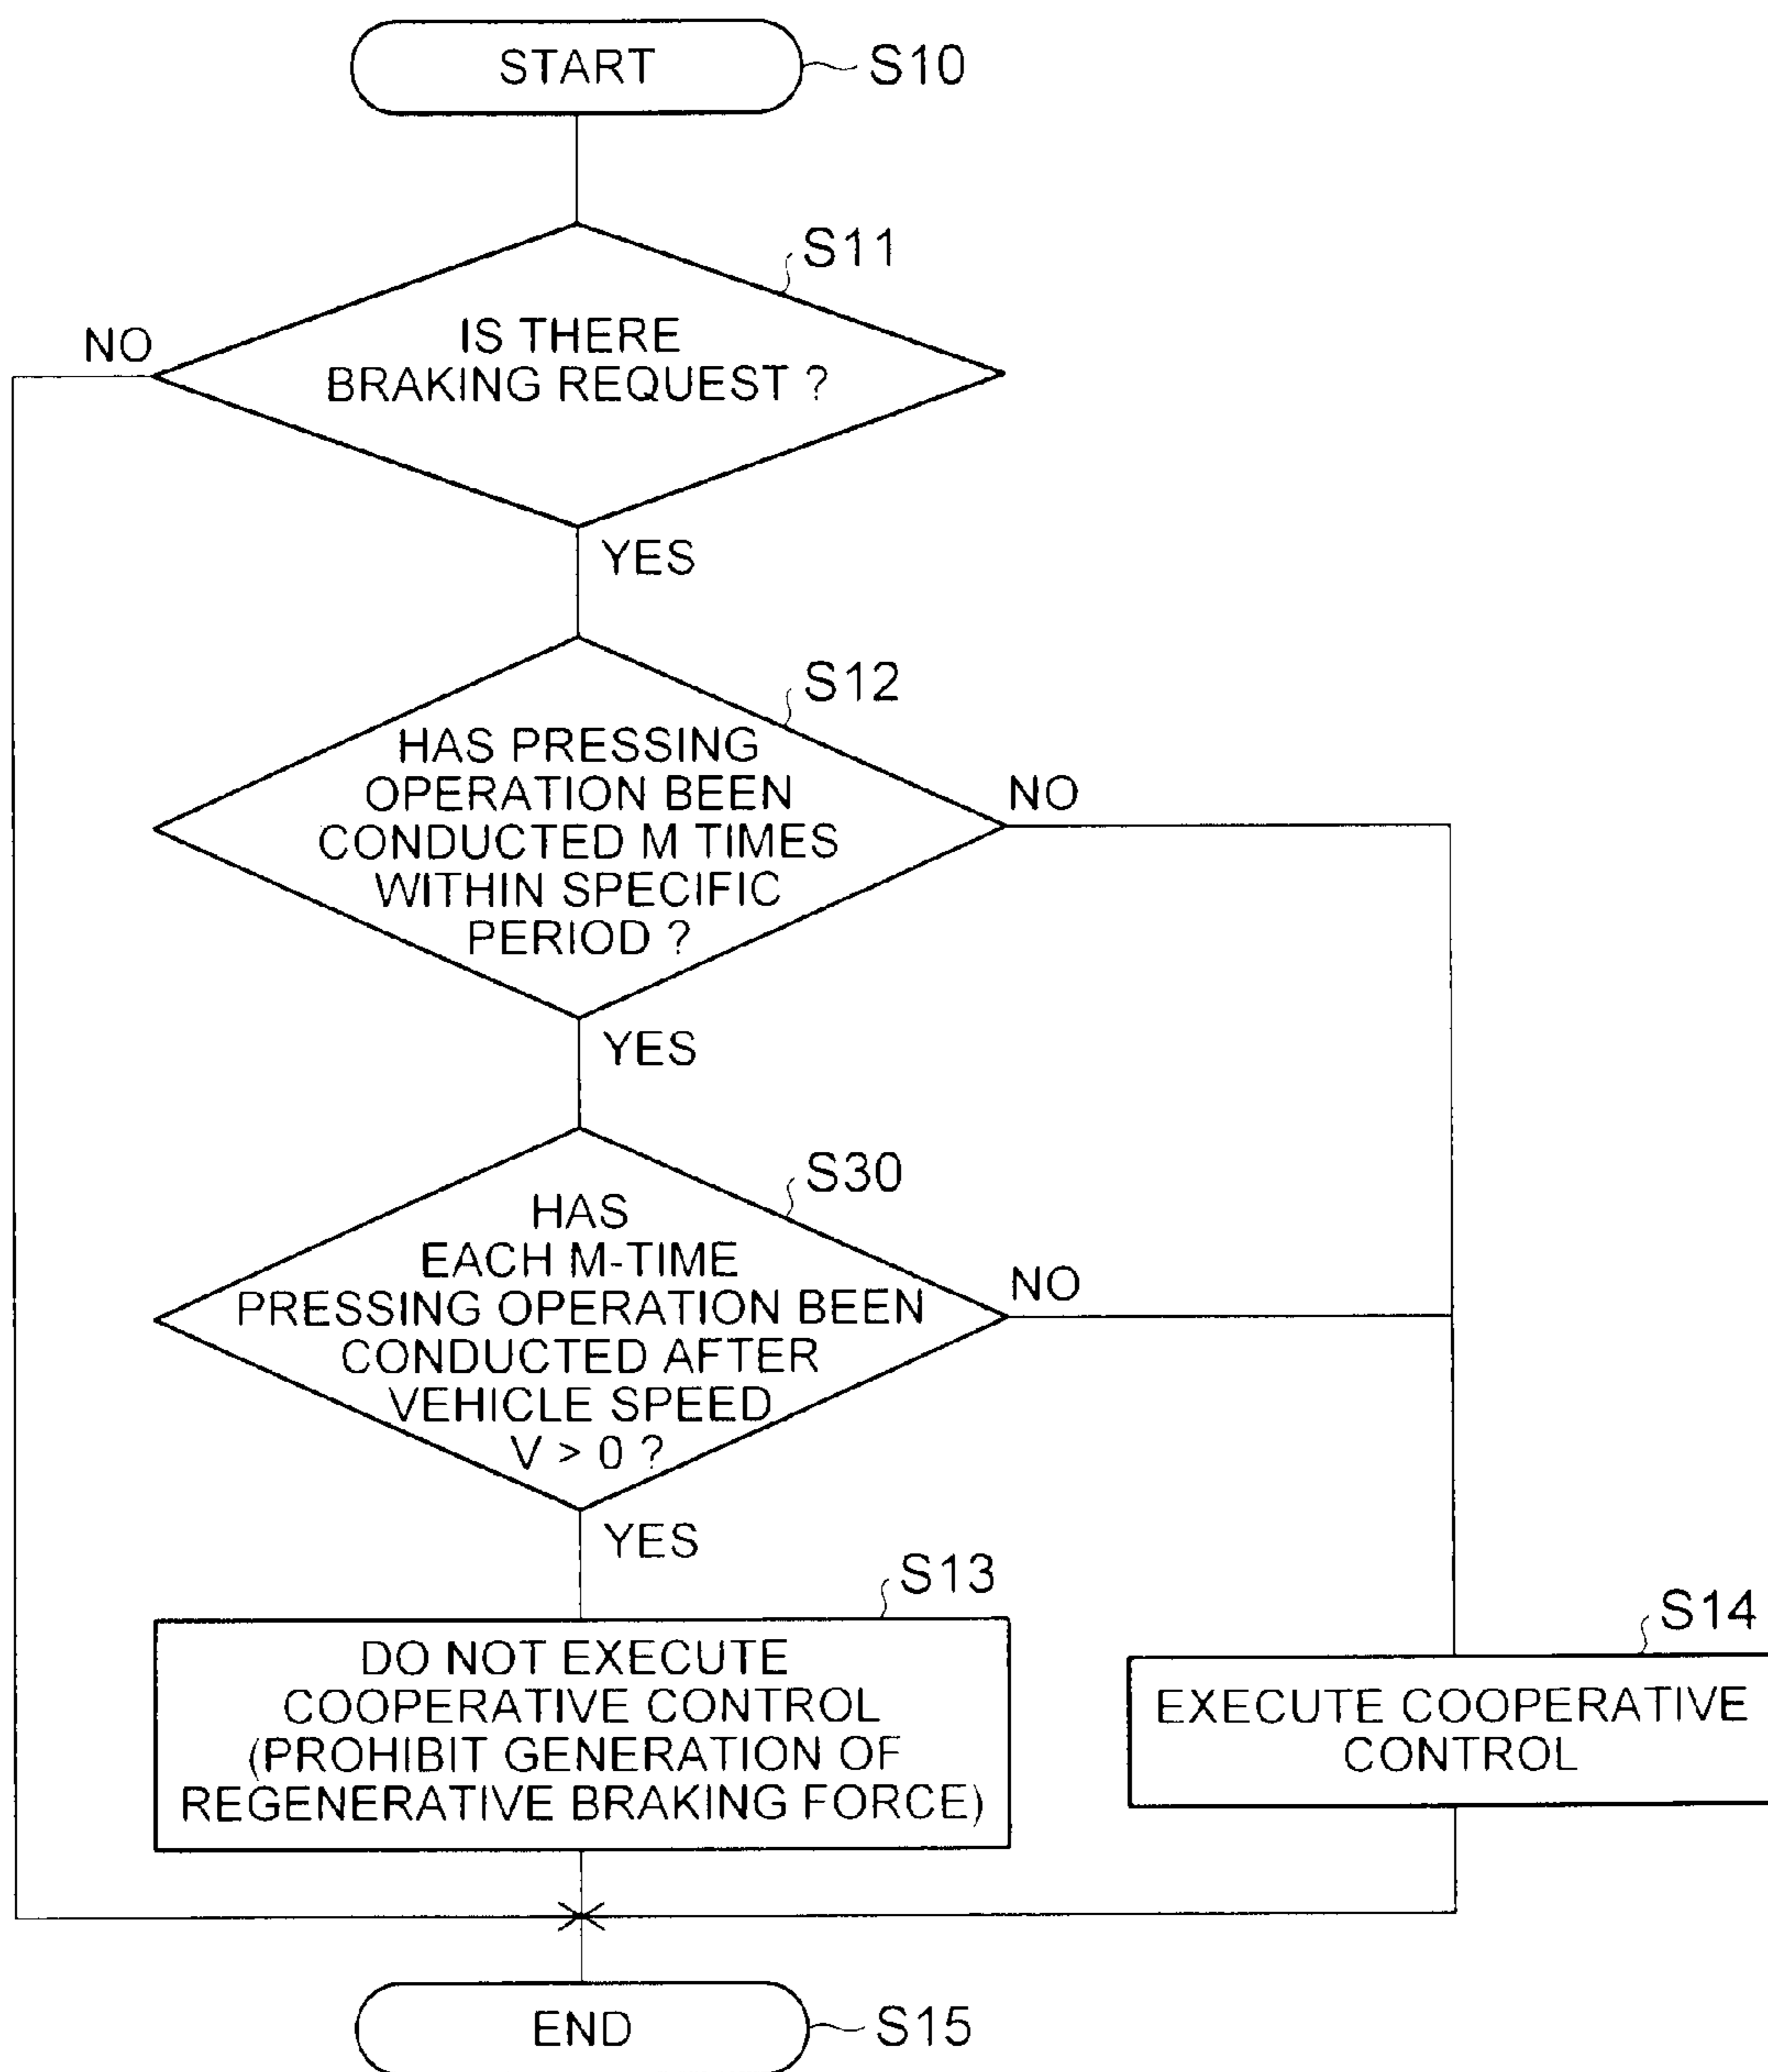 START
S10
S11
IS THERE
BRAKING REQUEST ?
NO
YES
S12
HAS PRESSING
OPERATION BEEN
CONDUCTED M TIMES
WITHIN SPECIFIC
PERIOD ?
NO
YES
S30
HAS
EACH M-TIME
PRESSING OPERATION BEEN
CONDUCTED AFTER
VEHICLE SPEED
V > 0 ?
NO
YES
S13
DO NOT EXECUTE
COOPERATIVE CONTROL
(PROHIBIT GENERATION OF
REGENERATIVE BRAKING FORCE)
S14
EXECUTE COOPERATIVE
CONTROL
END
S15